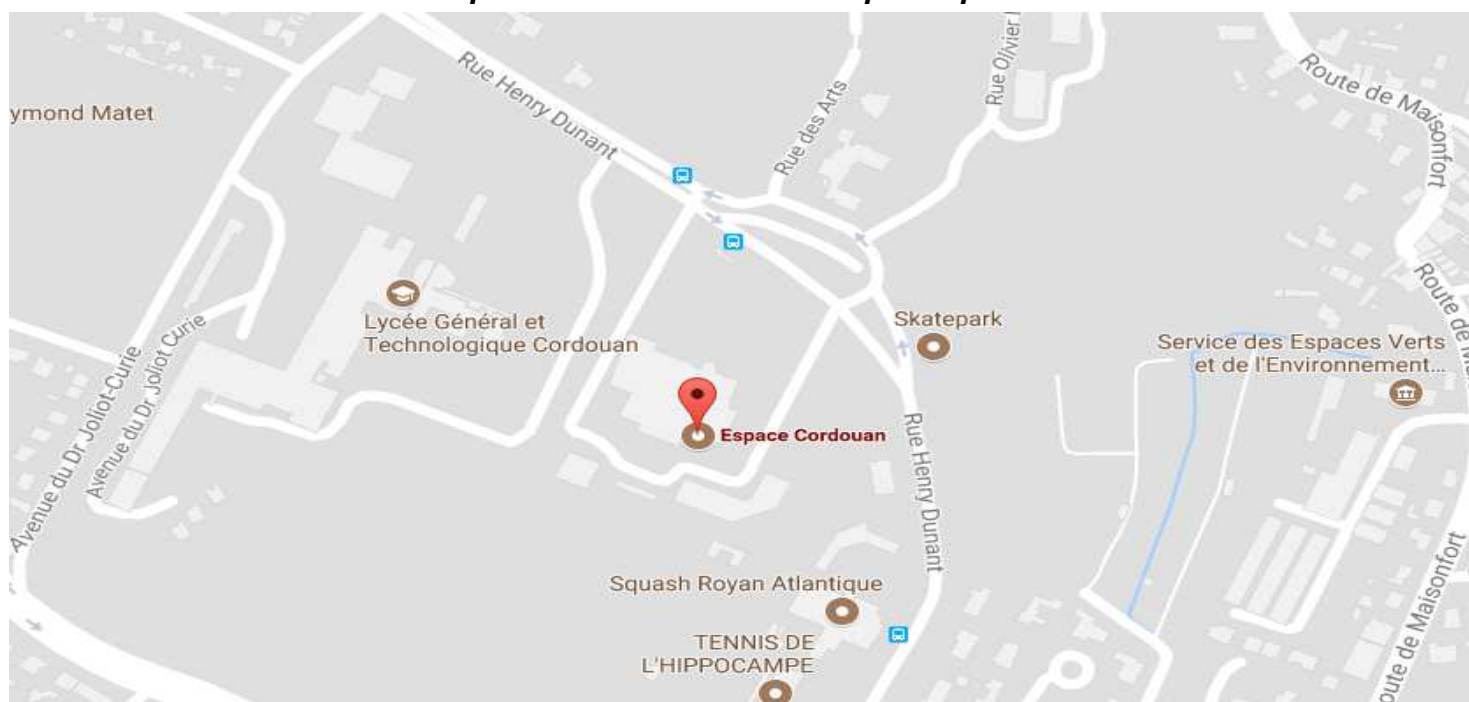 Rue Henry Dunant
Rue des Arts
Rue Olivier
Route de Maisonfort
ymond Matet
Lycée Général et
Technologique Cordouan
Skatepark
Service des Espaces Verts
et de l'Environnement...
Route de M
Avenue du Dr Joliot-Curie
Avenue du Dr Joliot Curie
Espace Cordouan
Rue Henry Dunant
Squash Royan Atlantique
TENNIS DE
L'HIPPOCAMPE
oute de Maisonfort